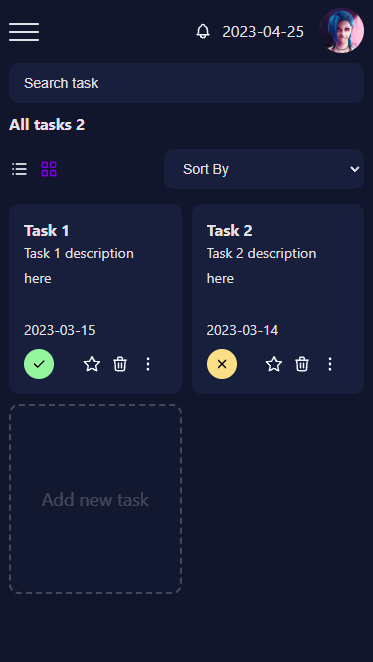 2023-04-25
Search task
All tasks 2
Sort By
Task 1
Task 1 description
here
2023-03-15
Task 2
Task 2 description
here
2023-03-14
Add new task